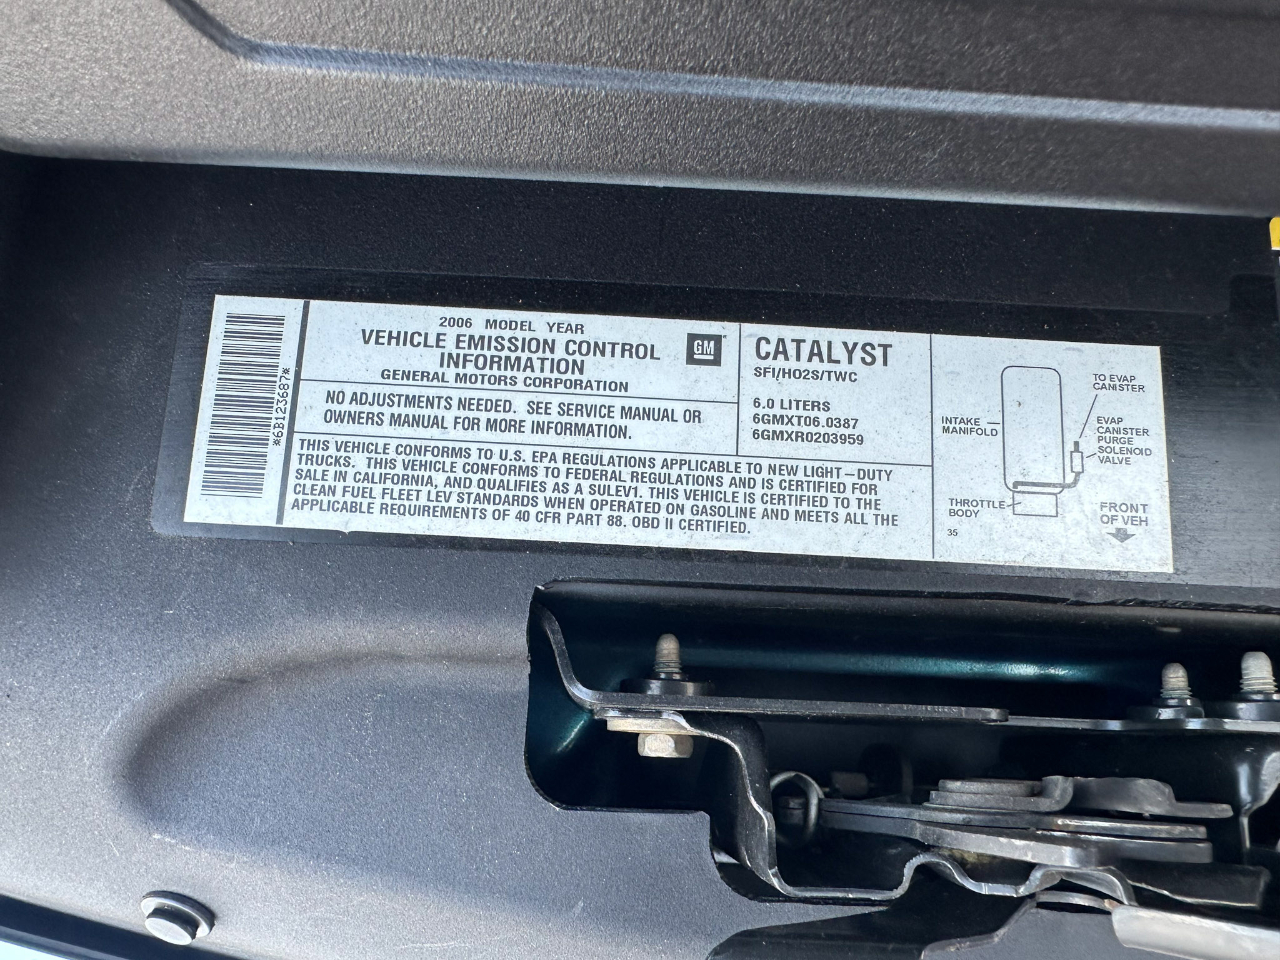 *6B123687*
2006 MODEL YEAR
VEHICLE EMISSION CONTROL
INFORMATION
GENERAL MOTORS CORPORATION
GM
NO ADJUSTMENTS NEEDED. SEE SERVICE MANUAL OR
OWNERS MANUAL FOR MORE INFORMATION.
CATALYST
SFI/HO2S/TWC
6.0 LITERS
6GMXT06.0387
6GMXR0203959
THIS VEHICLE CONFORMS TO U.S. EPA REGULATIONS APPLICABLE TO NEW LIGHT-DUTY
TRUCKS. THIS VEHICLE CONFORMS TO FEDERAL REGULATIONS AND IS CERTIFIED FOR
SALE IN CALIFORNIA, AND QUALIFIES AS A SULEV1. THIS VEHICLE IS CERTIFIED TO THE
CLEAN FUEL FLEET LEV STANDARDS WHEN OPERATED ON GASOLINE AND MEETS ALL THE
APPLICABLE REQUIREMENTS OF 40 CFR PART 88. OBD II CERTIFIED.
TO EVAP
CANISTER
INTAKE
MANIFOLD
EVAP
CANISTER
PURGE
SOLENOID
VALVE
THROTTLE
BODY
FRONT
OF VEH
35